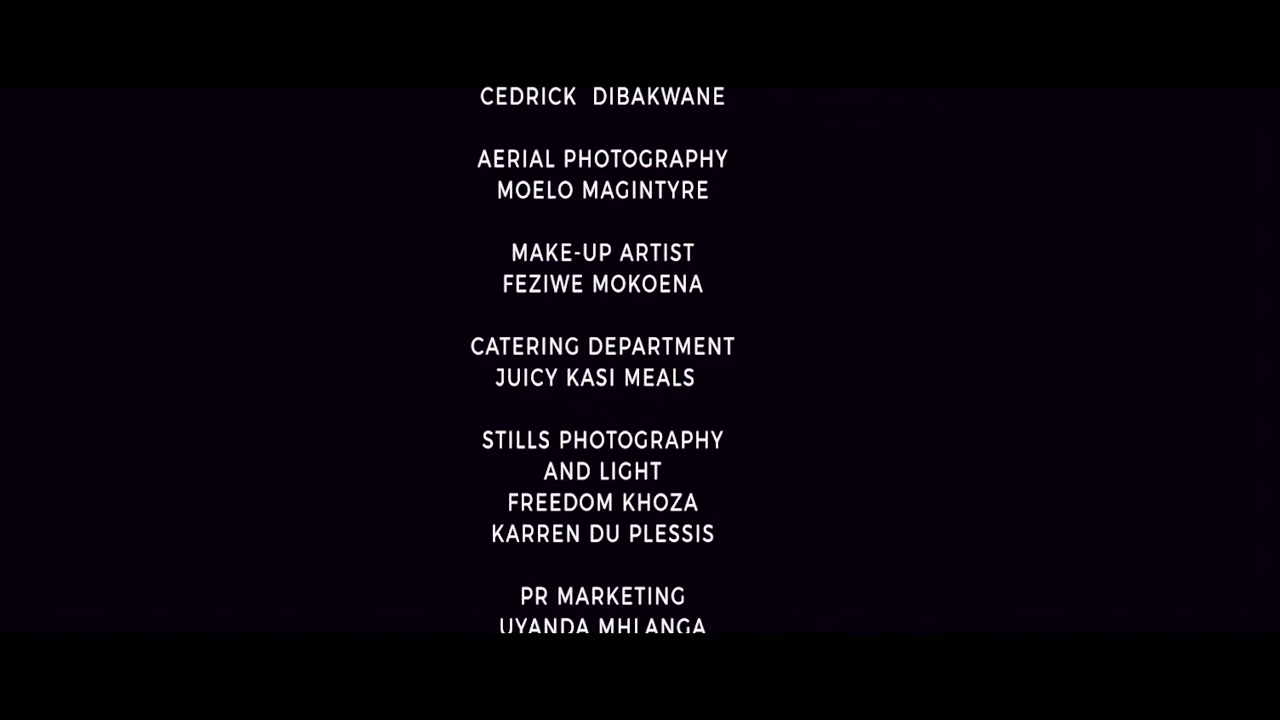 CEDRICK DIBAKWANE
AERIAL PHOTOGRAPHY
MOELO MAGINTYRE
MAKE-UP ARTIST
FEZIWE MOKOENA
CATERING DEPARTMENT
JUICY KASI MEALS
STILLS PHOTOGRAPHY
AND LIGHT
FREEDOM KHOZA
KARREN DU PLESSIS
PR MARKETING
UYANDA MHLANGA